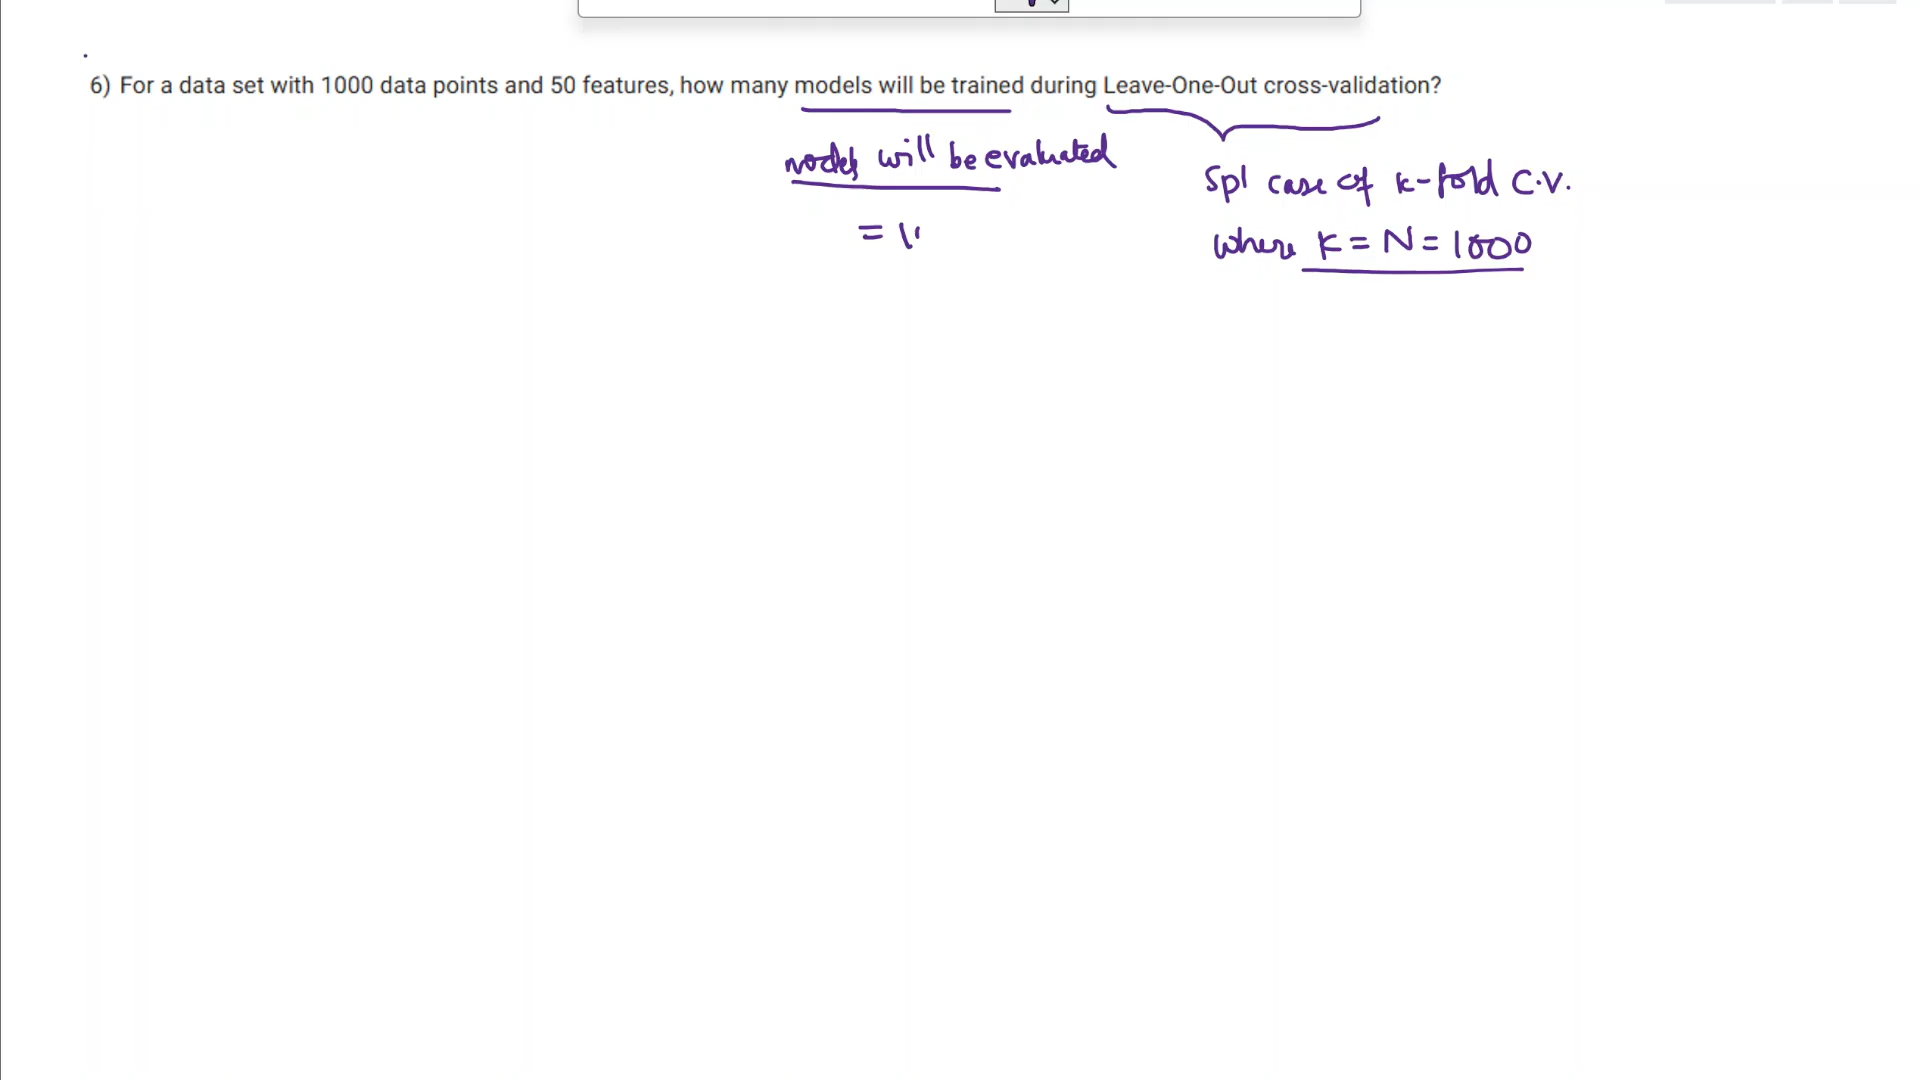 6) For a data set with 1000 data points and 50 features, how many models will be trained during Leave-One-Out cross-validation?
models will be evaluated
Spl case of k-fold C.V.
=
where K = N = 1000